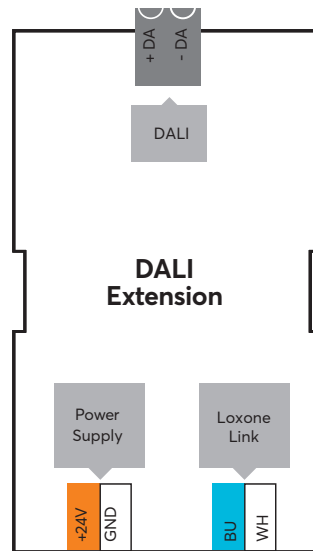 + DA
- DA
DALI
DALI
Extension
Power
Supply
Loxone
Link
+24V
GND
BU
WH